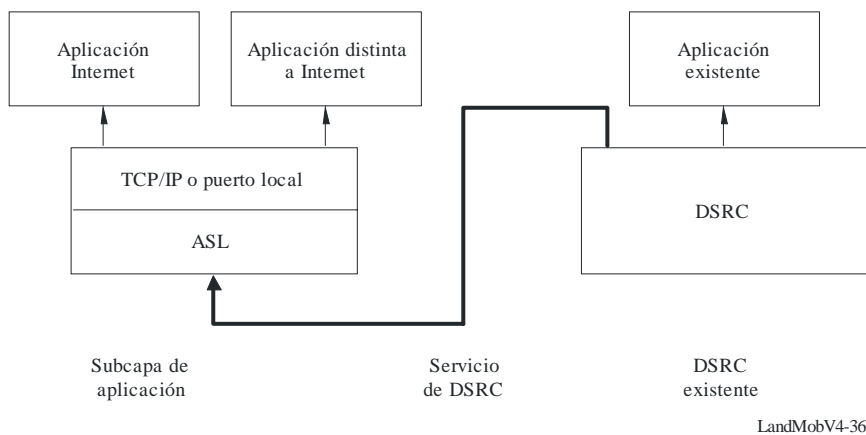 Aplicación
Internet
Aplicación distinta
a Internet
Aplicación
existente
TCP/IP o puerto local
ASL
DSRC
Subcapa de
aplicación
Servicio
de DSRC
DSRC
existente
LandMobV4-36